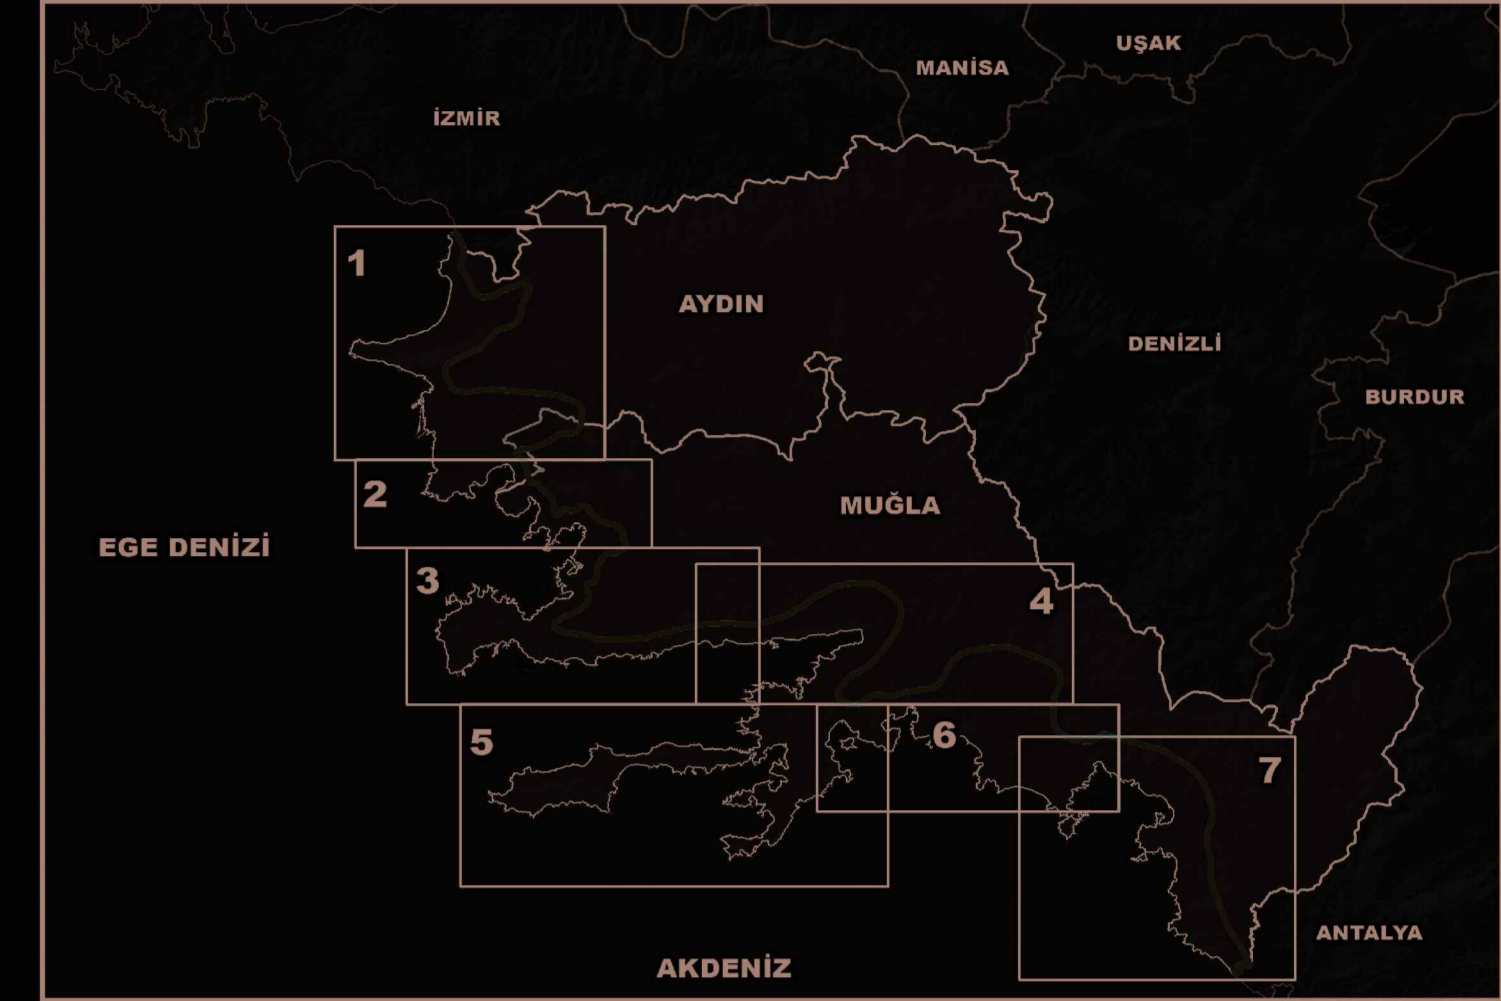 UŞAK
MANİSA
İZMİR
1
AYDIN
DENİZLİ
BURDUR
2
MUĞLA
EGE DENİZİ
3
4
5
6
7
ANTALYA
AKDENİZ